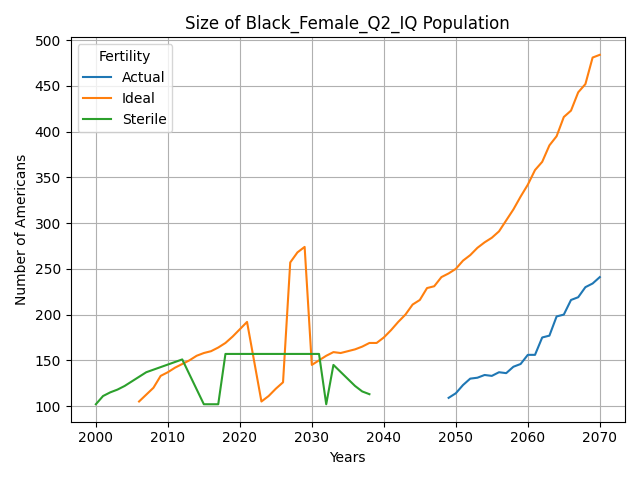 Size of Black_Female_Q2_IQ Population
Fertility
Actual
Ideal
Sterile
Number of Americans
500
450
400
350
300
250
200
150
100
2000 2010 2020 2030 2040 2050 2060 2070
Years